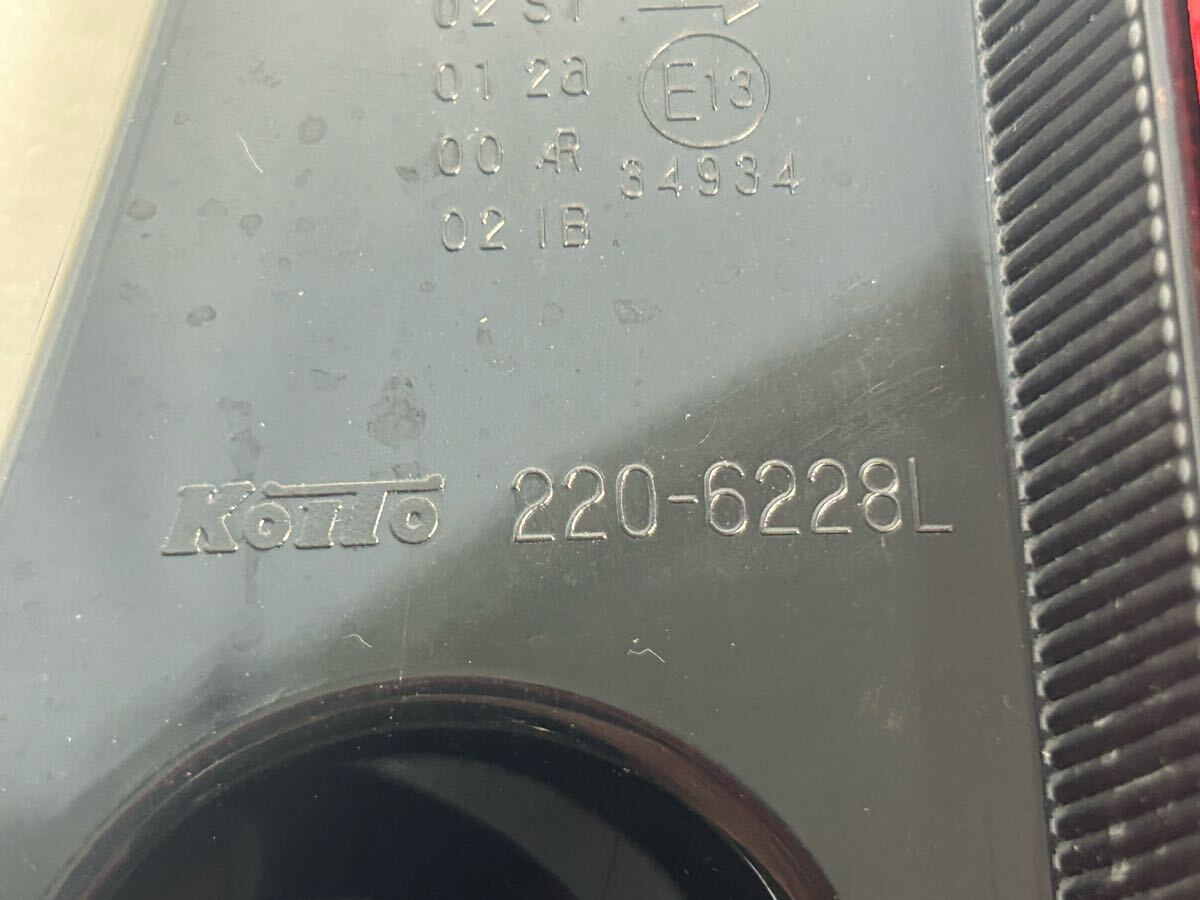 02 S1
01 2a E13
00 AR 34934
02 IB
KOITO 220-6228L